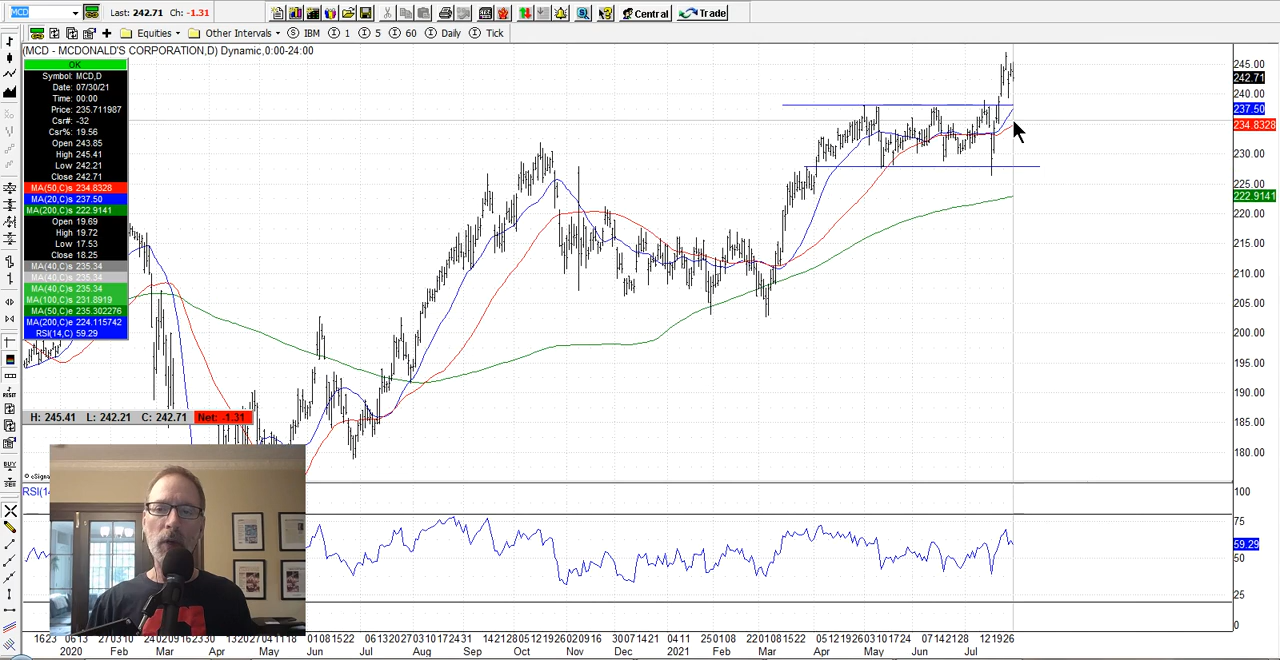 MCD Last: 242.71 Ch: -1.31 Central Trade
Equities Other Intervals IBM 1 5 60 Daily Tick
(MCD - MCDONALD'S CORPORATION,D) Dynamic,0:00-24:00
OK
Symbol: MCD,D
Date: 07/30/21
Time: 00:00
Price: 235.711987
Csr#: -32
Csr%: 19.56
Open 243.85
High 245.41
Low 242.21
Close 242.71
MA(50,C)s 234.8328
MA(20,C)s 237.50
MA(200,C)s 222.9141
Open 19.69
High 19.72
Low 17.53
Close 18.25
MA(40,C)s 235.34
MA(40,C)s 235.34
MA(40,C)s 235.34
MA(100,C)s 231.8919
MA(50,C)e 235.302276
MA(200,C)e 224.115742
RSI(14,C) 59.29
245.00
242.71
240.00
237.50
234.8328
230.00
225.00
222.9141
220.00
215.00
210.00
205.00
200.00
195.00
190.00
185.00
180.00
H: 245.41 L: 242.21 C: 242.71 Net: -1.31
© eSigna
RSI(14
100
75
59.29
50
25
0
2020 Feb Mar Apr May Jun Jul Aug Sep Oct Nov Dec 2021 Feb Mar Apr May Jun Jul
RESET
BUY